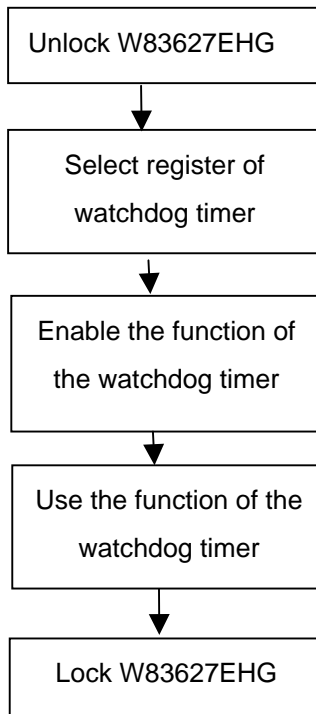 Unlock W83627EHG
Select register of
watchdog timer
Enable the function of
the watchdog timer
Use the function of the
watchdog timer
Lock W83627EHG